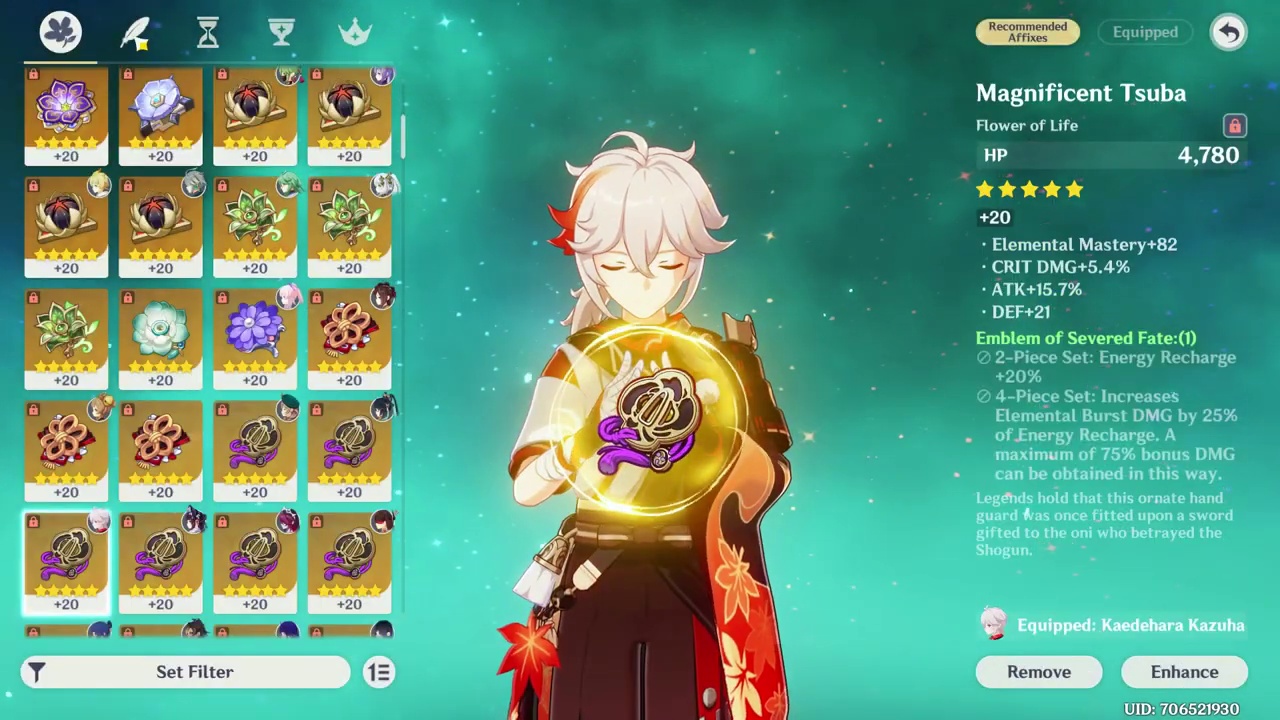 Recommended
Affixes
Equipped
Magnificent Tsuba
Flower of Life
HP 4,780
+20
· Elemental Mastery+82
· CRIT DMG+5.4%
· ATK+15.7%
· DEF+21
Emblem of Severed Fate:(1)
2-Piece Set: Energy Recharge
+20%
4-Piece Set: Increases
Elemental Burst DMG by 25%
of Energy Recharge. A
maximum of 75% bonus DMG
can be obtained in this way.
Legends hold that this ornate hand
guard was once fitted upon a sword
gifted to the oni who betrayed the
Shogun.
Equipped: Kaedehara Kazuha
Remove
Enhance
UID: 706521930
+20 +20 +20 +20
+20 +20 +20 +20
+20 +20 +20 +20
+20 +20 +20 +20
+20 +20 +20 +20
Set Filter